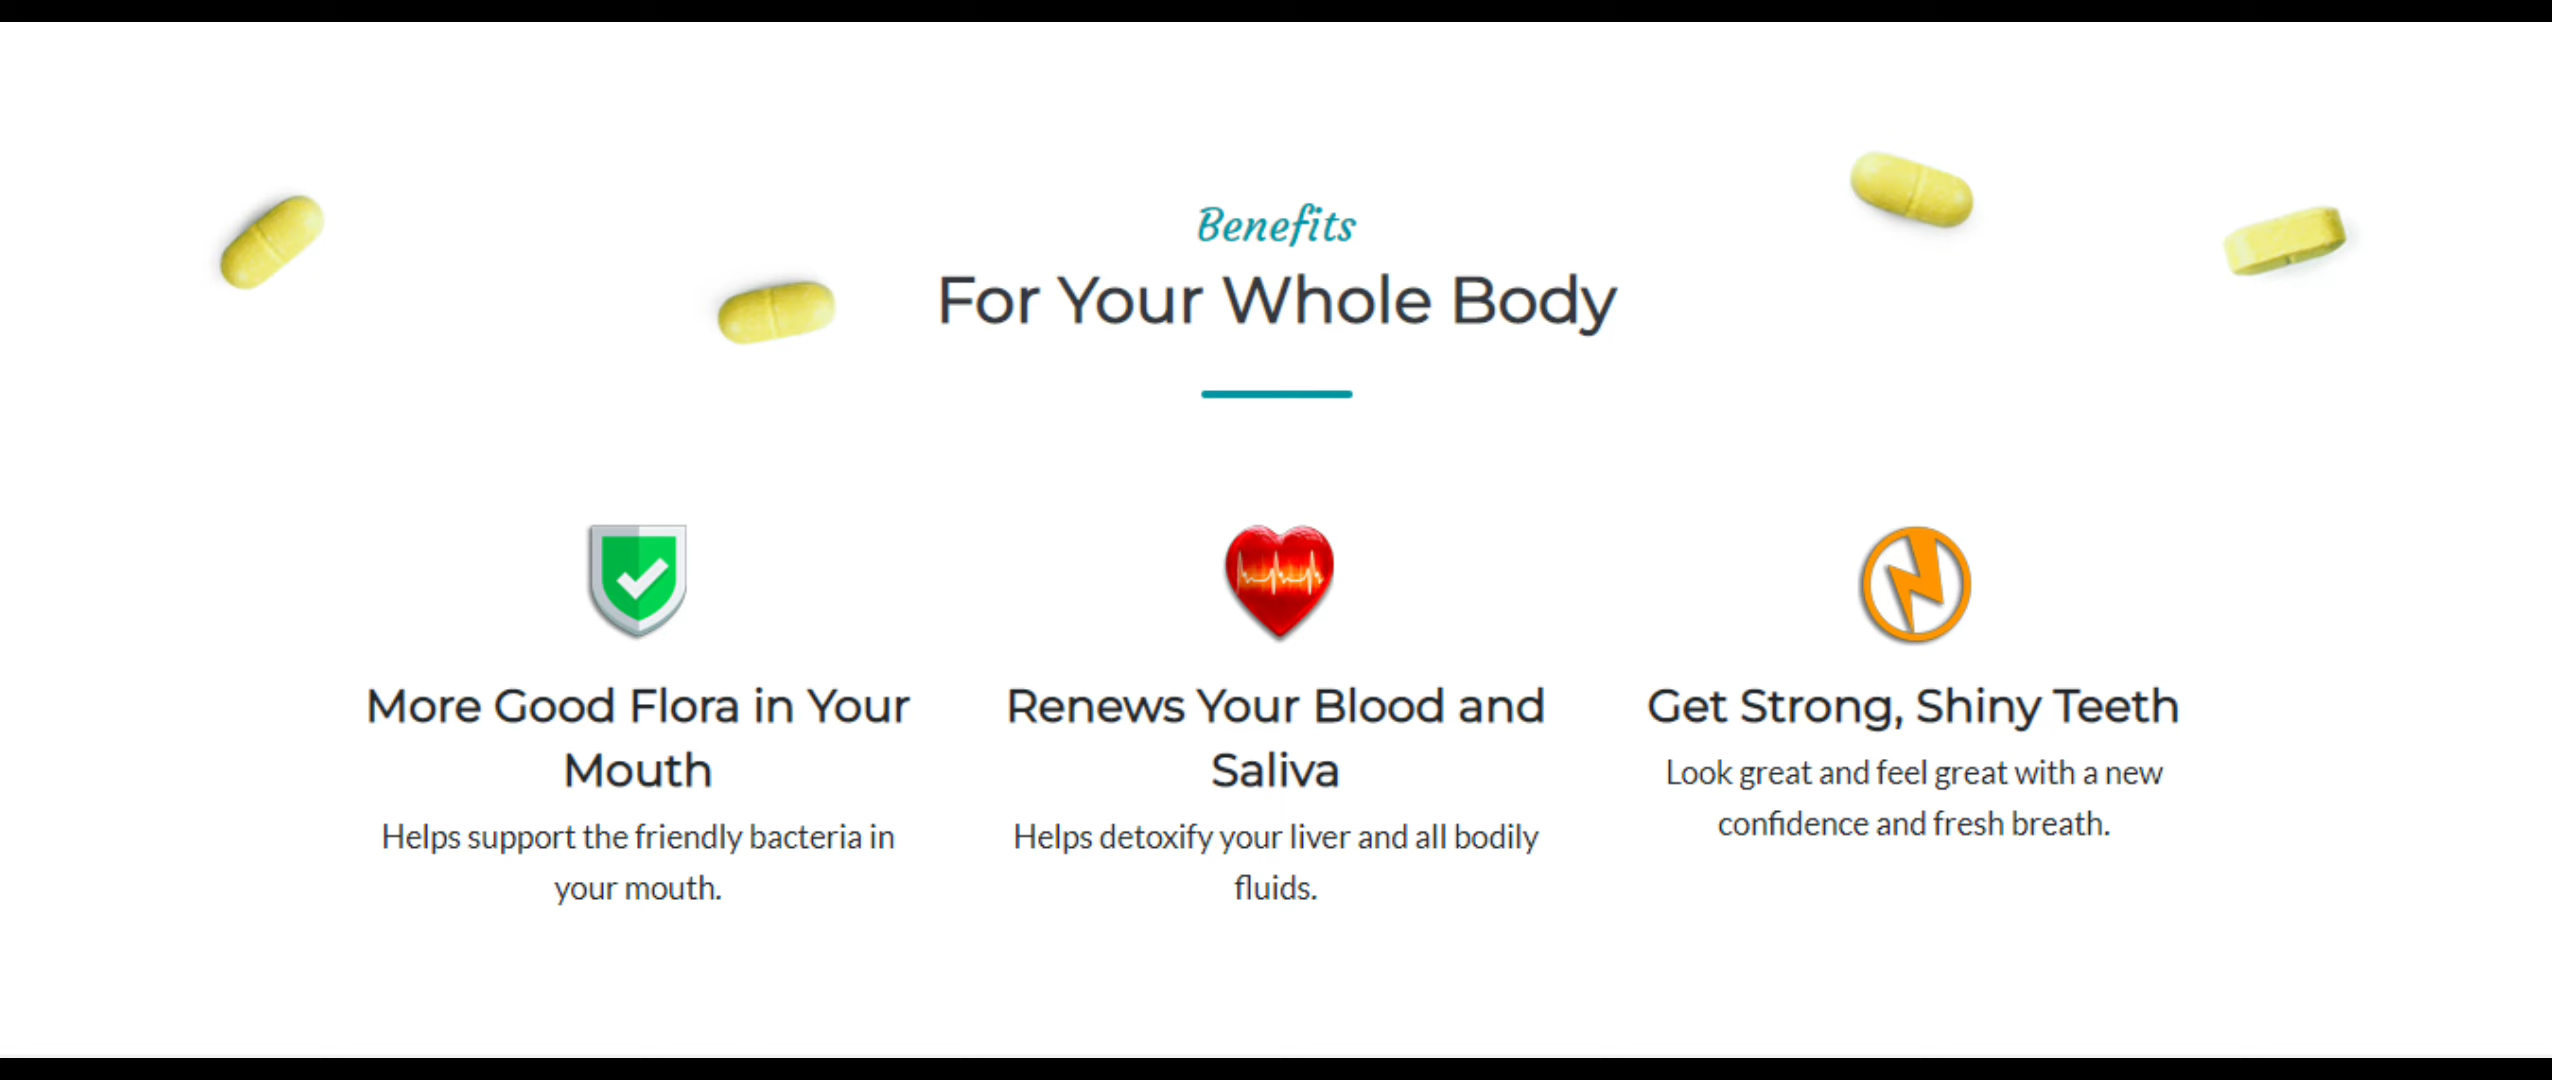 Benefits
For Your Whole Body
More Good Flora in Your
Mouth
Helps support the friendly bacteria in
your mouth.
Renews Your Blood and
Saliva
Helps detoxify your liver and all bodily
fluids.
Get Strong, Shiny Teeth
Look great and feel great with a new
confidence and fresh breath.